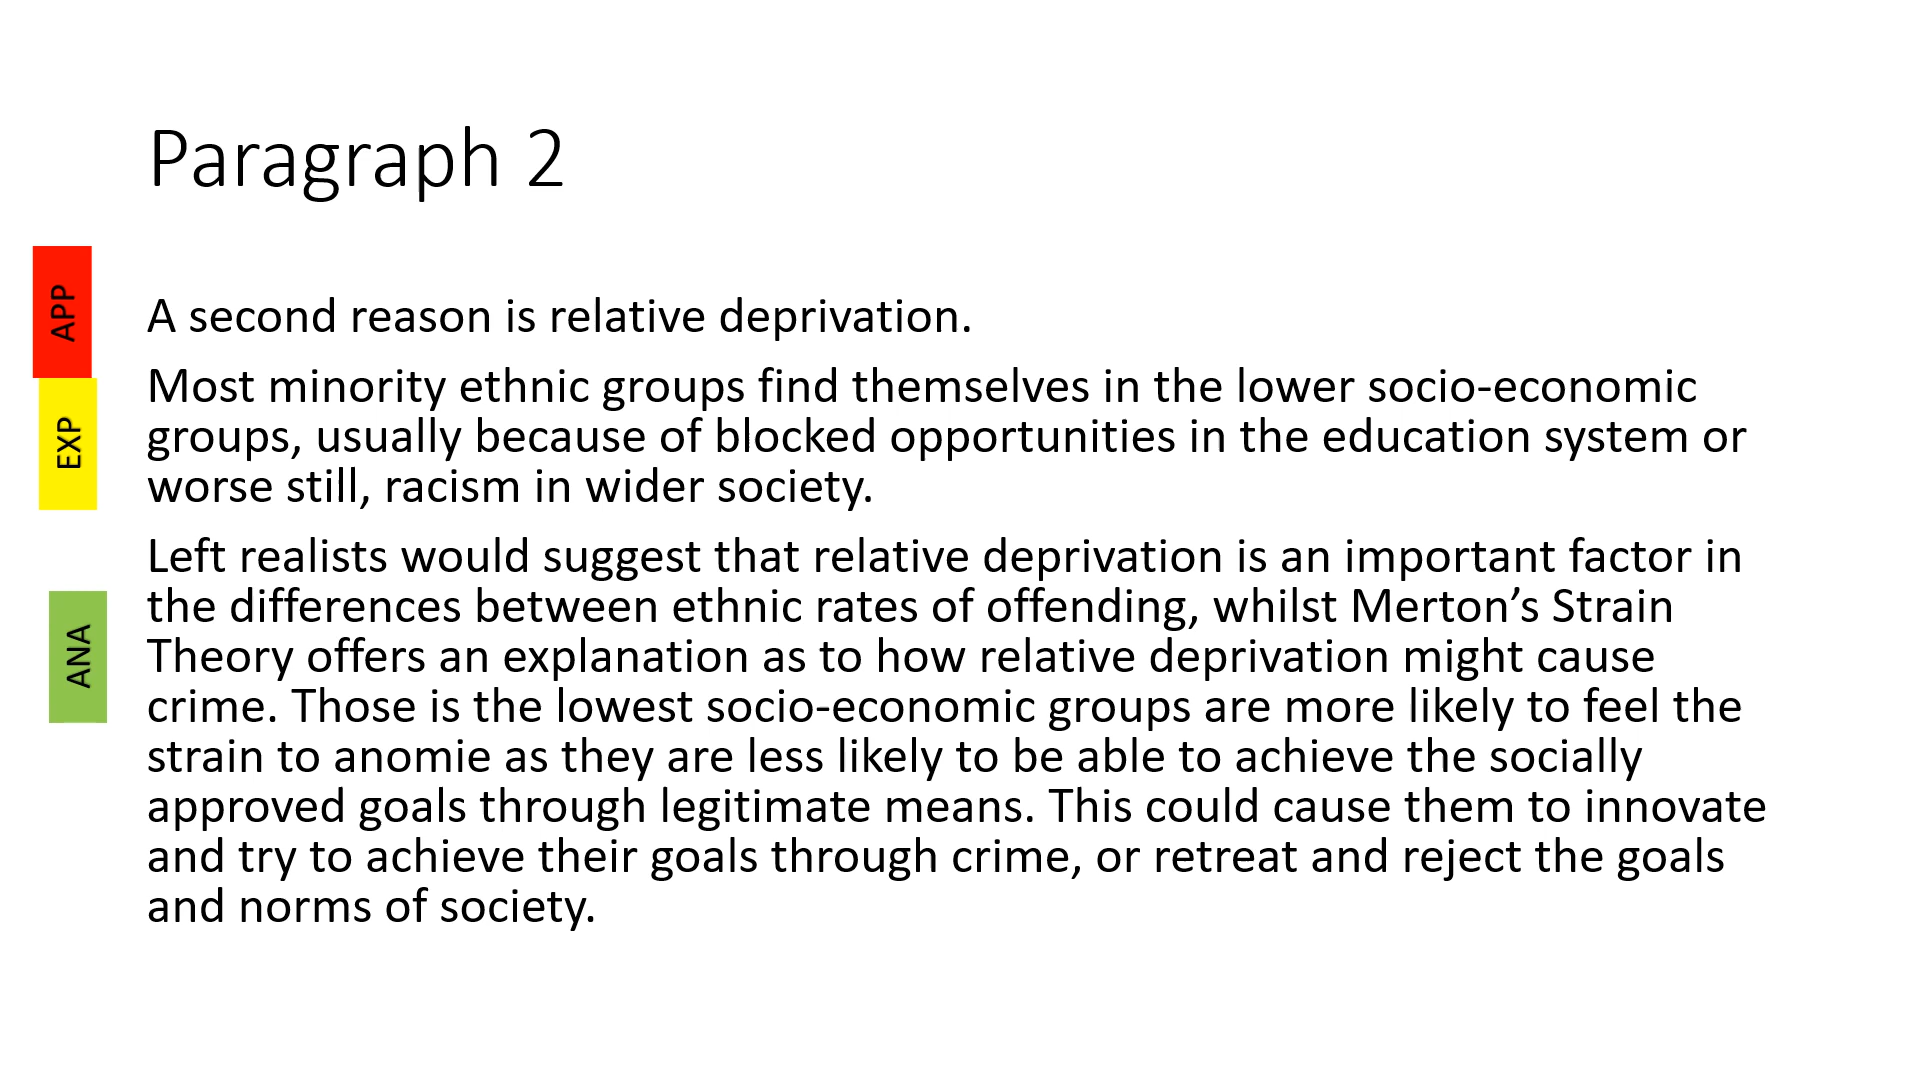 Paragraph 2
APP
A second reason is relative deprivation.
EXP
Most minority ethnic groups find themselves in the lower socio-economic
groups, usually because of blocked opportunities in the education system or
worse still, racism in wider society.
ANA
Left realists would suggest that relative deprivation is an important factor in
the differences between ethnic rates of offending, whilst Merton’s Strain
Theory offers an explanation as to how relative deprivation might cause
crime. Those is the lowest socio-economic groups are more likely to feel the
strain to anomie as they are less likely to be able to achieve the socially
approved goals through legitimate means. This could cause them to innovate
and try to achieve their goals through crime, or retreat and reject the goals
and norms of society.